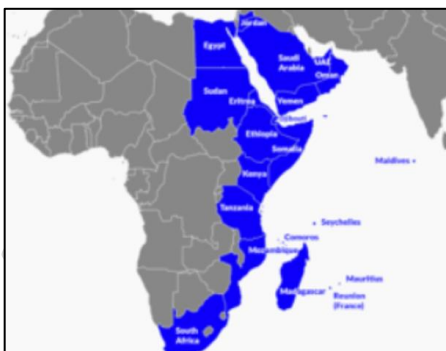 Jordan
Egypt
Saudi
Arabia
UAE
Oman
Sudan
Eritrea
Yemen
Djibouti
Ethiopia
Somalia
Maldives
Kenya
Tanzania
Seychelles
Comoros
Mozambique
Mauritius
Madagascar
Reunion
(France)
South
Africa